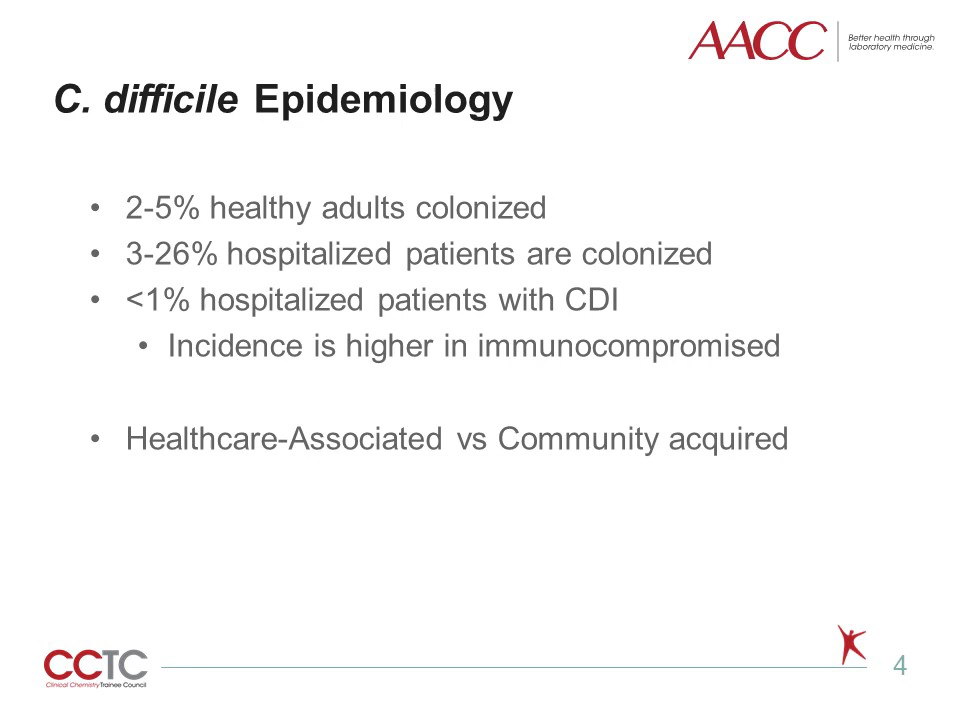 AACC
Better health through
laboratory medicine.
C. difficile Epidemiology
• 2-5% healthy adults colonized
• 3-26% hospitalized patients are colonized
• <1% hospitalized patients with CDI
• Incidence is higher in immunocompromised
• Healthcare-Associated vs Community acquired
CCTC
Clinical Chemistry Trainee Council
4